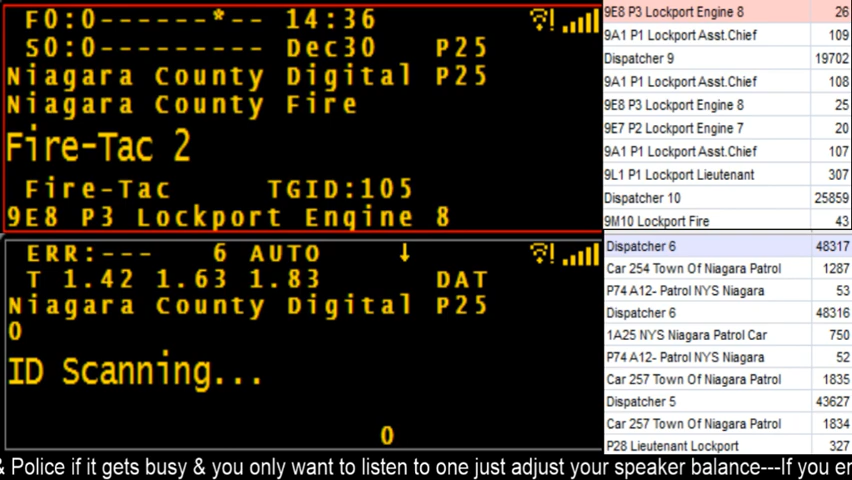 F0:0------*-- 14:36
S0:0--------- Dec30 P25
Niagara County Digital P25
Niagara County Fire
Fire-Tac 2
Fire-Tac TGID:105
9E8 P3 Lockport Engine 8
ERR:--- 6 AUTO ↓
T 1.42 1.63 1.83 DAT
Niagara County Digital P25
0
ID Scanning...
0
9E8 P3 Lockport Engine 8 26
9A1 P1 Lockport Asst.Chief 109
Dispatcher 9 19702
9A1 P1 Lockport Asst.Chief 108
9E8 P3 Lockport Engine 8 25
9E7 P2 Lockport Engine 7 20
9A1 P1 Lockport Asst.Chief 107
9L1 P1 Lockport Lieutenant 307
Dispatcher 10 25859
9M10 Lockport Fire 43
Dispatcher 6 48317
Car 254 Town Of Niagara Patrol 1287
P74 A12- Patrol NYS Niagara 53
Dispatcher 6 48316
1A25 NYS Niagara Patrol Car 750
P74 A12- Patrol NYS Niagara 52
Car 257 Town Of Niagara Patrol 1835
Dispatcher 5 43627
Car 257 Town Of Niagara Patrol 1834
P28 Lieutenant Lockport 327
& Police if it gets busy & you only want to listen to one just adjust your speaker balance---If you en